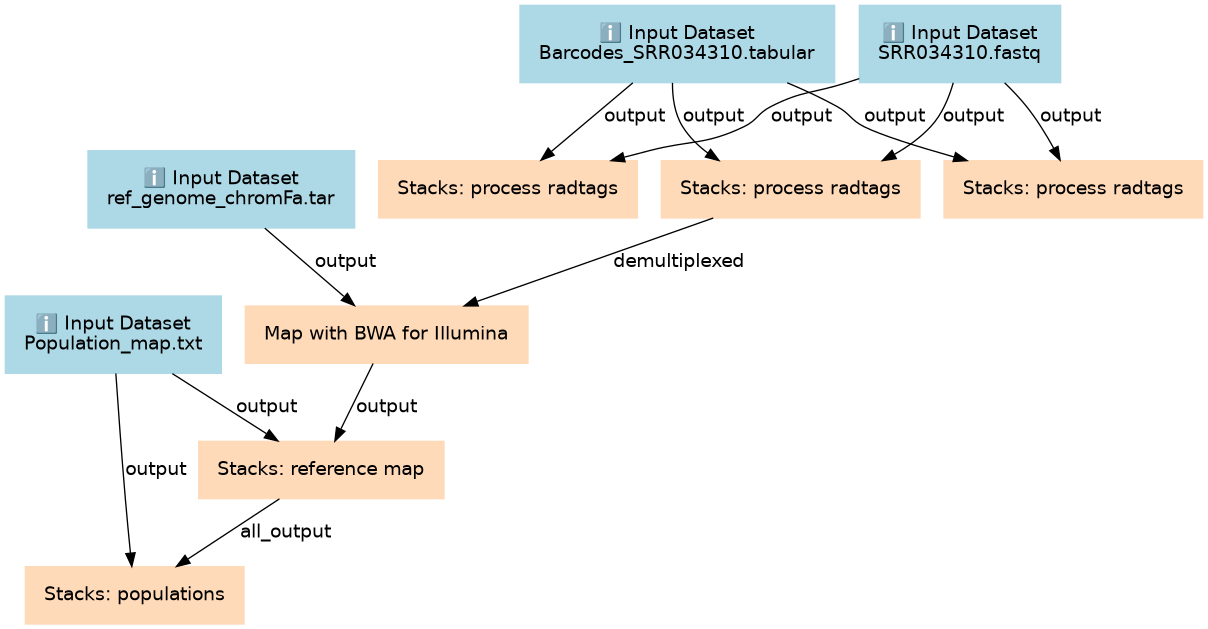 ℹ️ Input Dataset
Barcodes_SRR034310.tabular
ℹ️ Input Dataset
SRR034310.fastq
output
output
output
output
output
output
ℹ️ Input Dataset
ref_genome_chromFa.tar
Stacks: process radtags
Stacks: process radtags
Stacks: process radtags
output
demultiplexed
ℹ️ Input Dataset
Population_map.txt
Map with BWA for Illumina
output
output
output
Stacks: reference map
all_output
Stacks: populations